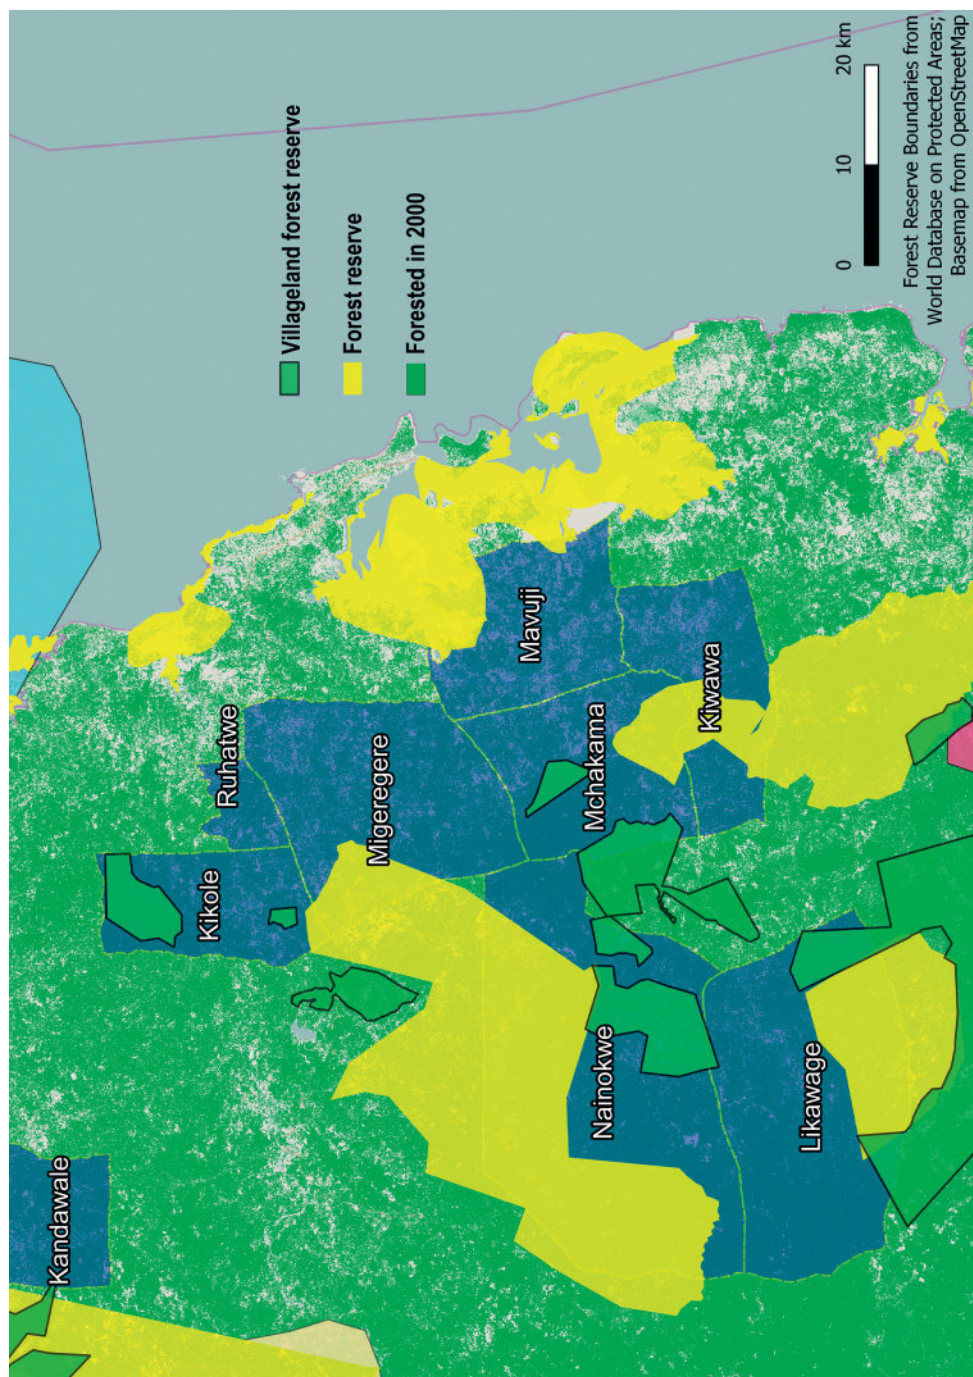 Villageland forest reserve
Forest reserve
Forested in 2000
0 10 20 km
Forest Reserve Boundaries from
World Database on Protected Areas;
Basemap from OpenStreetMap
Kandawale
Kikole
Ruhatwe
Migeregere
Mavuji
Mchakama
Kiwawa
Nainokwe
Likawage